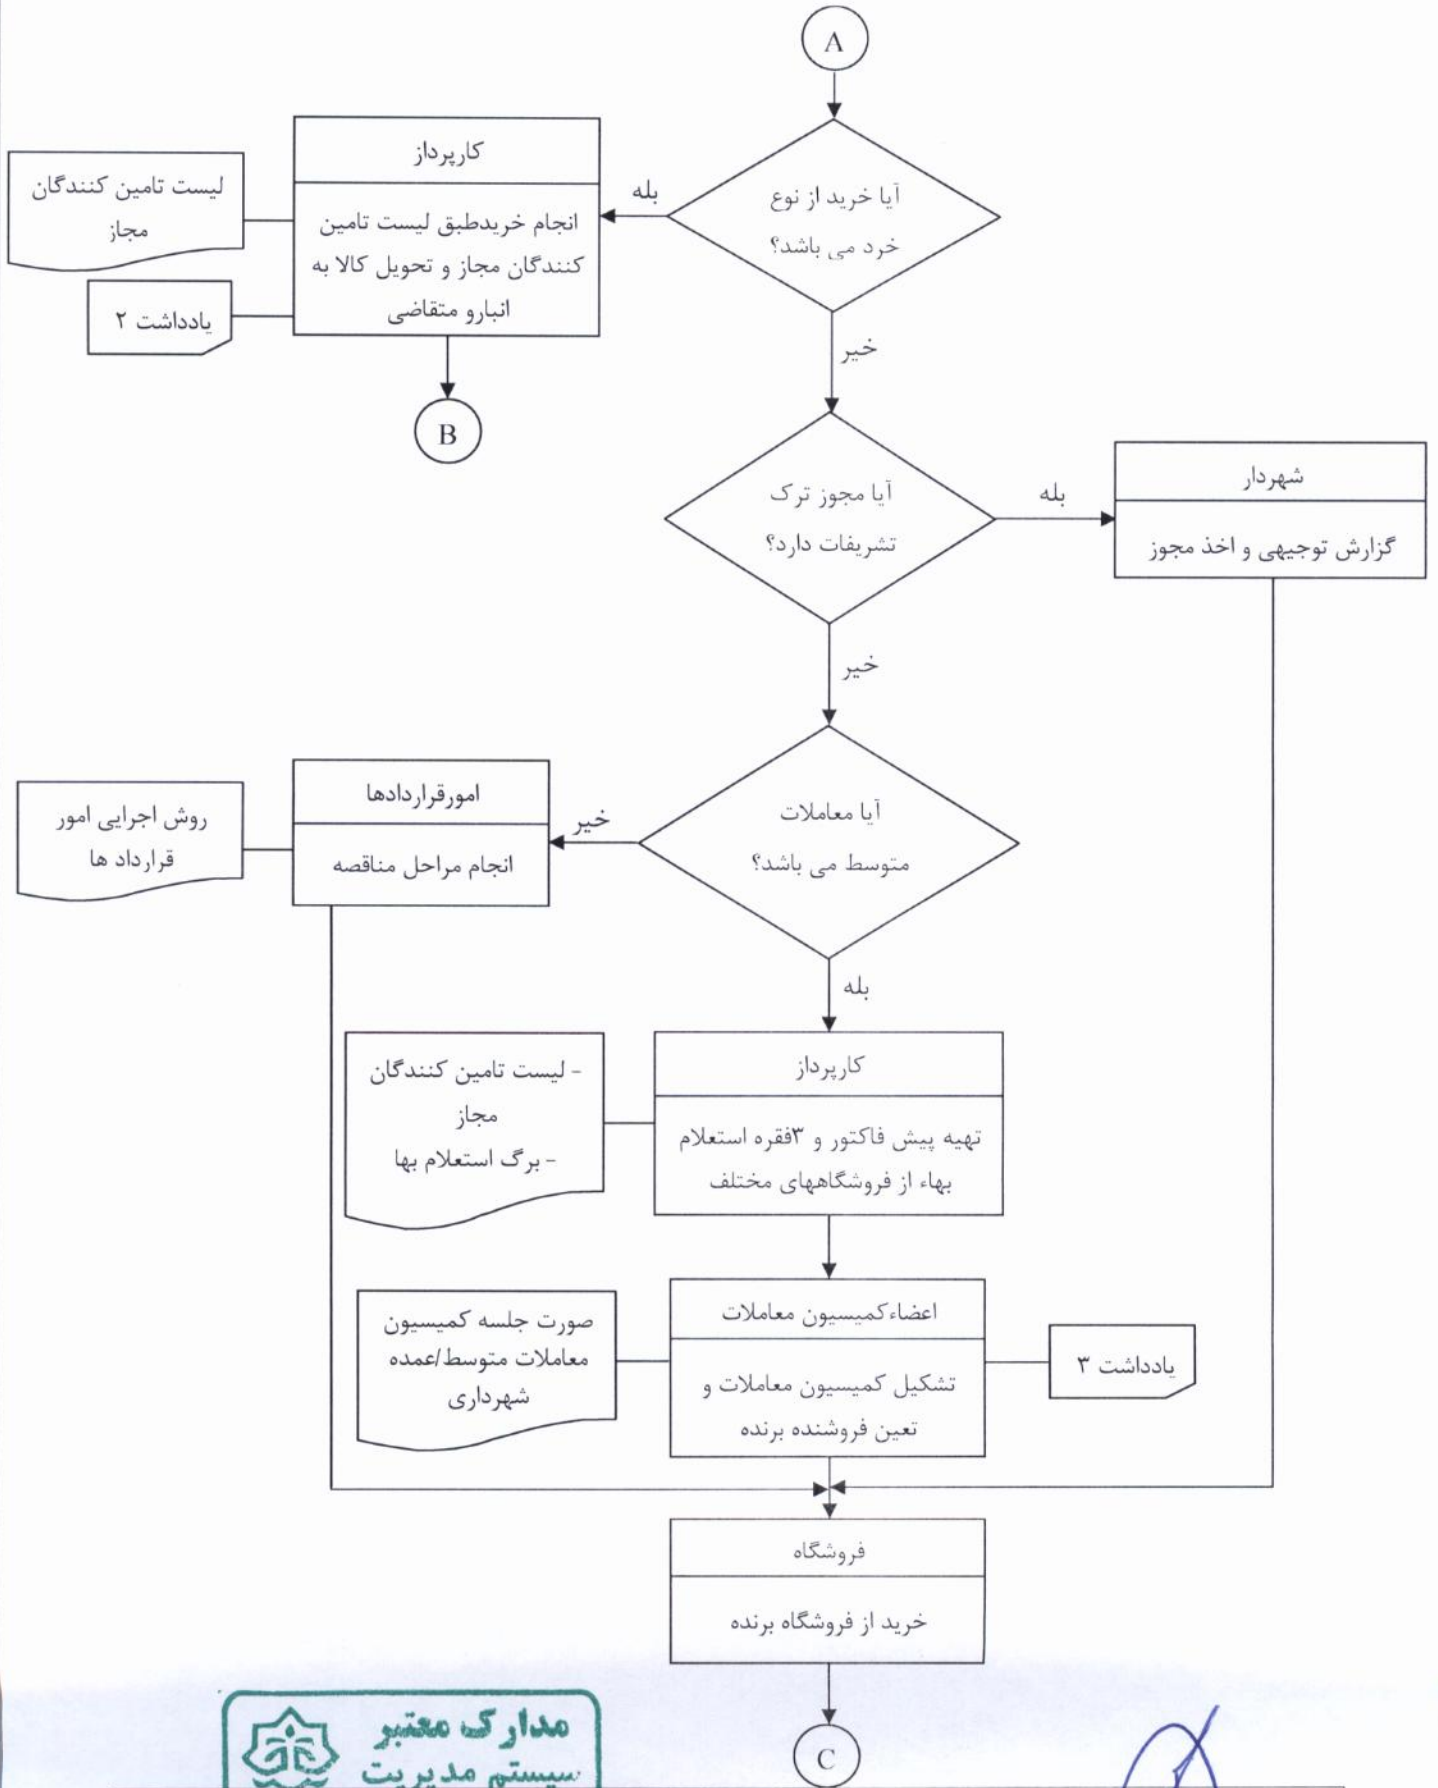 A
آیا خرید از نوع
خرد می باشد؟
بله
کارپرداز
انجام خریدطبق لیست تامین
کنندگان مجاز و تحویل کالا به
انبارو متقاضی
لیست تامین کنندگان
مجاز
یادداشت ۲
B
خیر
آیا مجوز ترک
تشریفات دارد؟
بله
شهردار
گزارش توجیهی و اخذ مجوز
خیر
آیا معاملات
متوسط می باشد؟
خیر
امورقراردادها
انجام مراحل مناقصه
روش اجرایی امور
قرارداد ها
بله
کارپرداز
تهیه پیش فاکتور و ۳فقره استعلام
بهاء از فروشگاههای مختلف
- لیست تامین کنندگان
مجاز
- برگ استعلام بها
اعضاءکمیسیون معاملات
تشکیل کمیسیون معاملات و
تعین فروشنده برنده
یادداشت ۳
صورت جلسه کمیسیون
معاملات متوسط/عمده
شهرداری
فروشگاه
خرید از فروشگاه برنده
C
مدارک معتبر
سیستم مدیریت